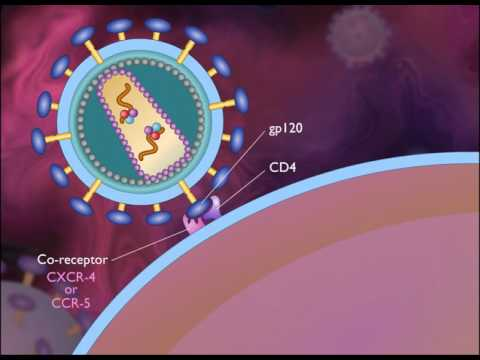 gp120
CD4
Co-receptor
CXCR-4
or
CCR-5